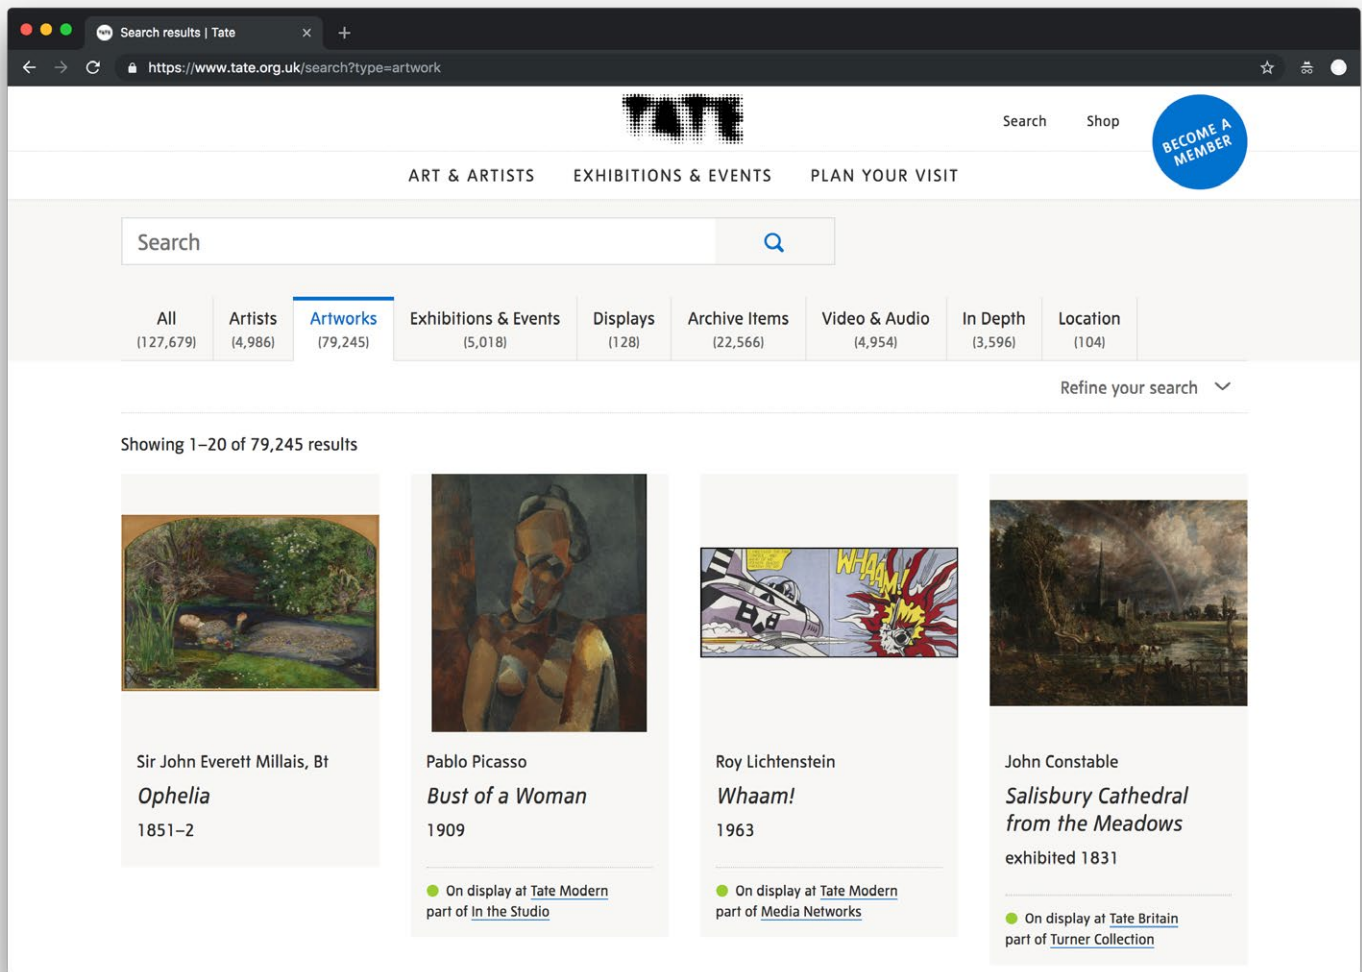 Search results | Tate
https://www.tate.org.uk/search?type=artwork
TATE
Search
Shop
BECOME A
MEMBER
ART & ARTISTS
EXHIBITIONS & EVENTS
PLAN YOUR VISIT
Search
All
(127,679)
Artists
(4,986)
Artworks
(79,245)
Exhibitions & Events
(5,018)
Displays
(128)
Archive Items
(22,566)
Video & Audio
(4,954)
In Depth
(3,596)
Location
(104)
Refine your search
Showing 1–20 of 79,245 results
WHAAM!
Sir John Everett Millais, Bt
Ophelia
1851–2
Pablo Picasso
Bust of a Woman
1909
On display at Tate Modern
part of In the Studio
Roy Lichtenstein
Whaam!
1963
On display at Tate Modern
part of Media Networks
John Constable
Salisbury Cathedral
from the Meadows
exhibited 1831
On display at Tate Britain
part of Turner Collection